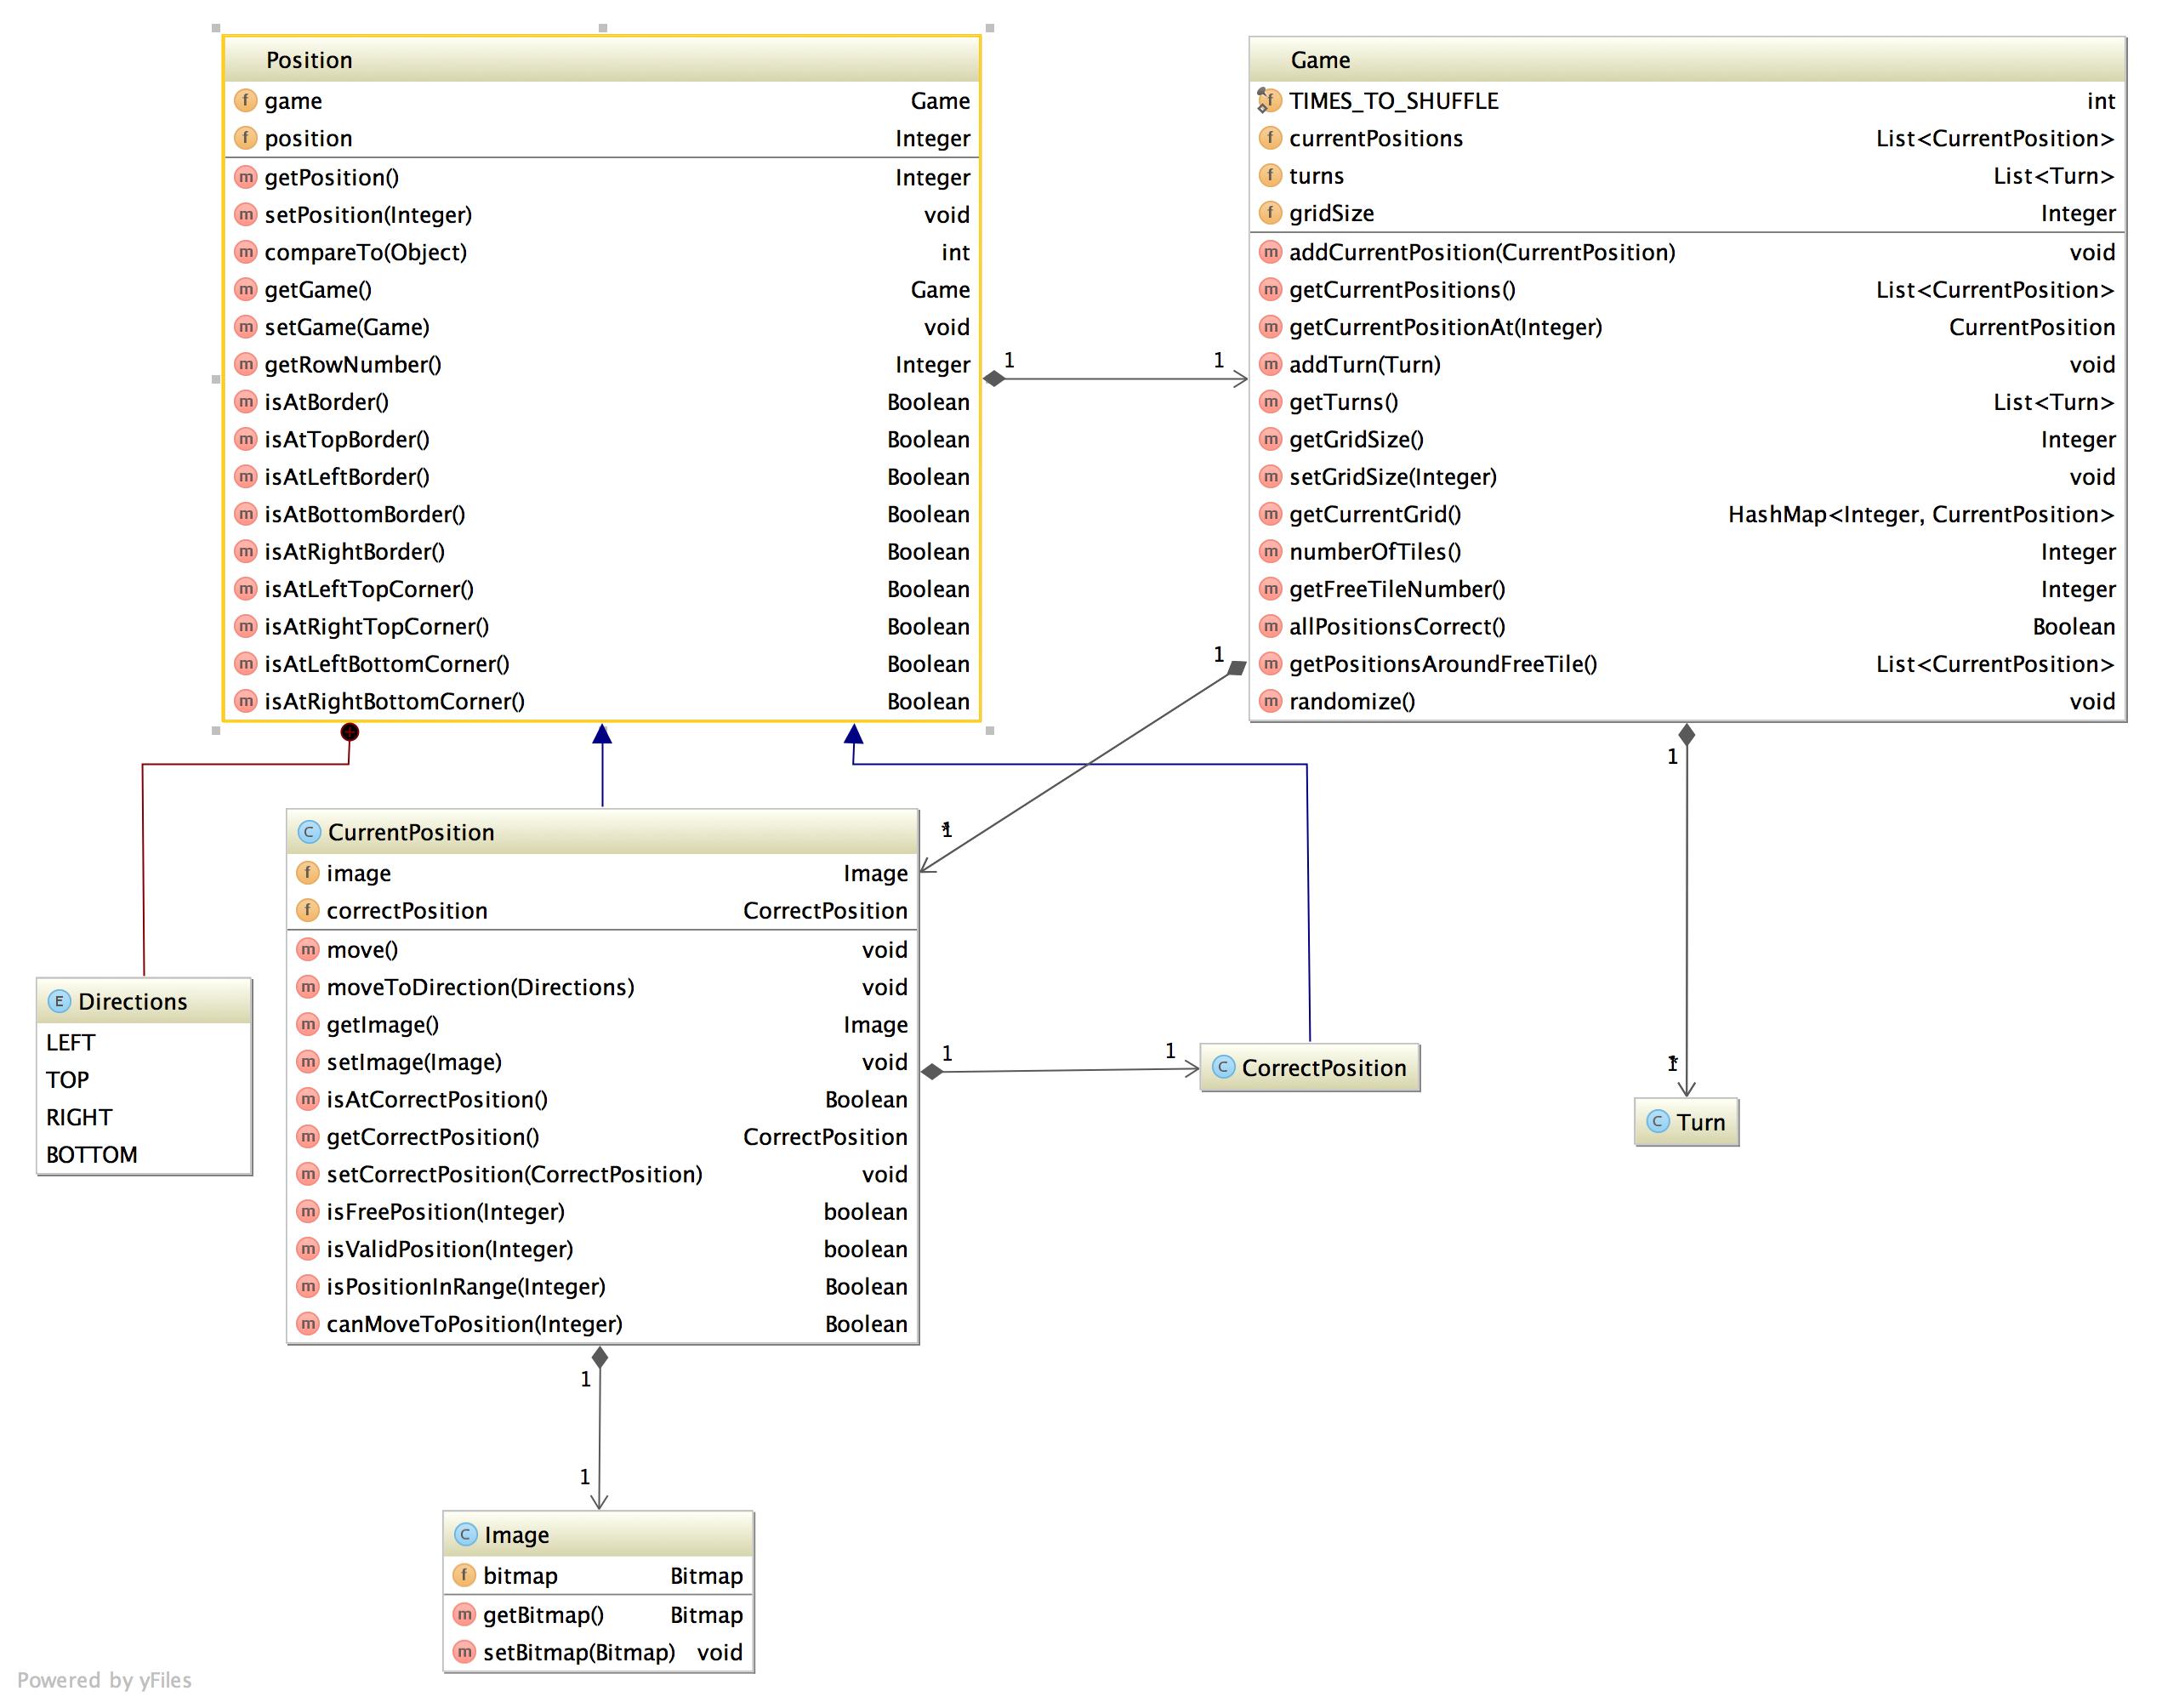 Position
f game Game
f position Integer
m getPosition() Integer
m setPosition(Integer) void
m compareTo(Object) int
m getGame() Game
m setGame(Game) void
m getRowNumber() Integer
m isAtBorder() Boolean
m isAtTopBorder() Boolean
m isAtLeftBorder() Boolean
m isAtBottomBorder() Boolean
m isAtRightBorder() Boolean
m isAtLeftTopCorner() Boolean
m isAtRightTopCorner() Boolean
m isAtLeftBottomCorner() Boolean
m isAtRightBottomCorner() Boolean
1 1
Game
f TIMES_TO_SHUFFLE int
f currentPositions List<CurrentPosition>
f turns List<Turn>
f gridSize Integer
m addCurrentPosition(CurrentPosition) void
m getCurrentPositions() List<CurrentPosition>
m getCurrentPositionAt(Integer) CurrentPosition
m addTurn(Turn) void
m getTurns() List<Turn>
m getGridSize() Integer
m setGridSize(Integer) void
m getCurrentGrid() HashMap<Integer, CurrentPosition>
m numberOfTiles() Integer
m getFreeTileNumber() Integer
m allPositionsCorrect() Boolean
m getPositionsAroundFreeTile() List<CurrentPosition>
m randomize() void
1
1
*
1
C CurrentPosition
f image Image
f correctPosition CorrectPosition
m move() void
m moveToDirection(Directions) void
m getImage() Image
m setImage(Image) void
m isAtCorrectPosition() Boolean
m getCorrectPosition() CorrectPosition
m setCorrectPosition(CorrectPosition) void
m isFreePosition(Integer) boolean
m isValidPosition(Integer) boolean
m isPositionInRange(Integer) Boolean
m canMoveToPosition(Integer) Boolean
E Directions
LEFT
TOP
RIGHT
BOTTOM
1 1
C CorrectPosition
*
1
C Turn
1
1
C Image
f bitmap Bitmap
m getBitmap() Bitmap
m setBitmap(Bitmap) void
Powered by yFiles